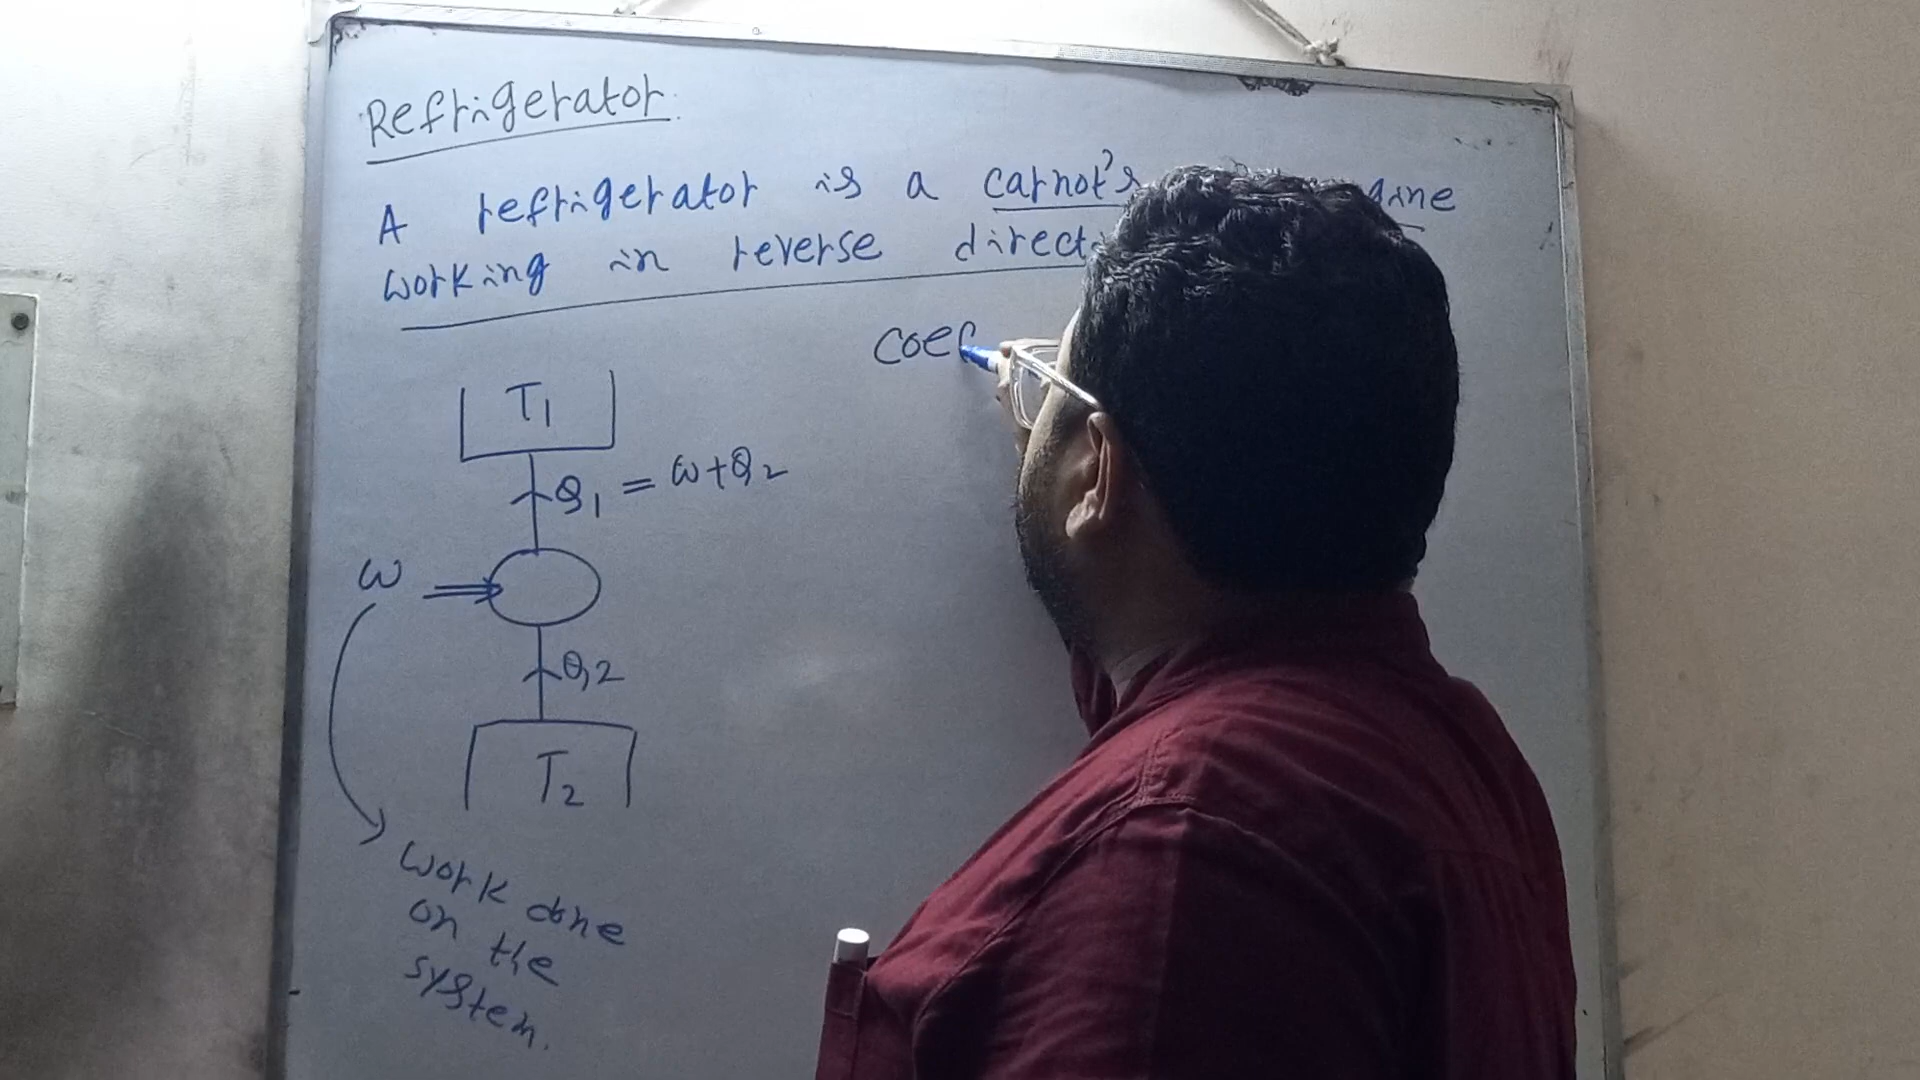 Refrigerator.
A refrigerator is a carnot's
working in reverse
coef
T1
Q1 = W+Q2
W
Q2
T2
work done
on the
system.